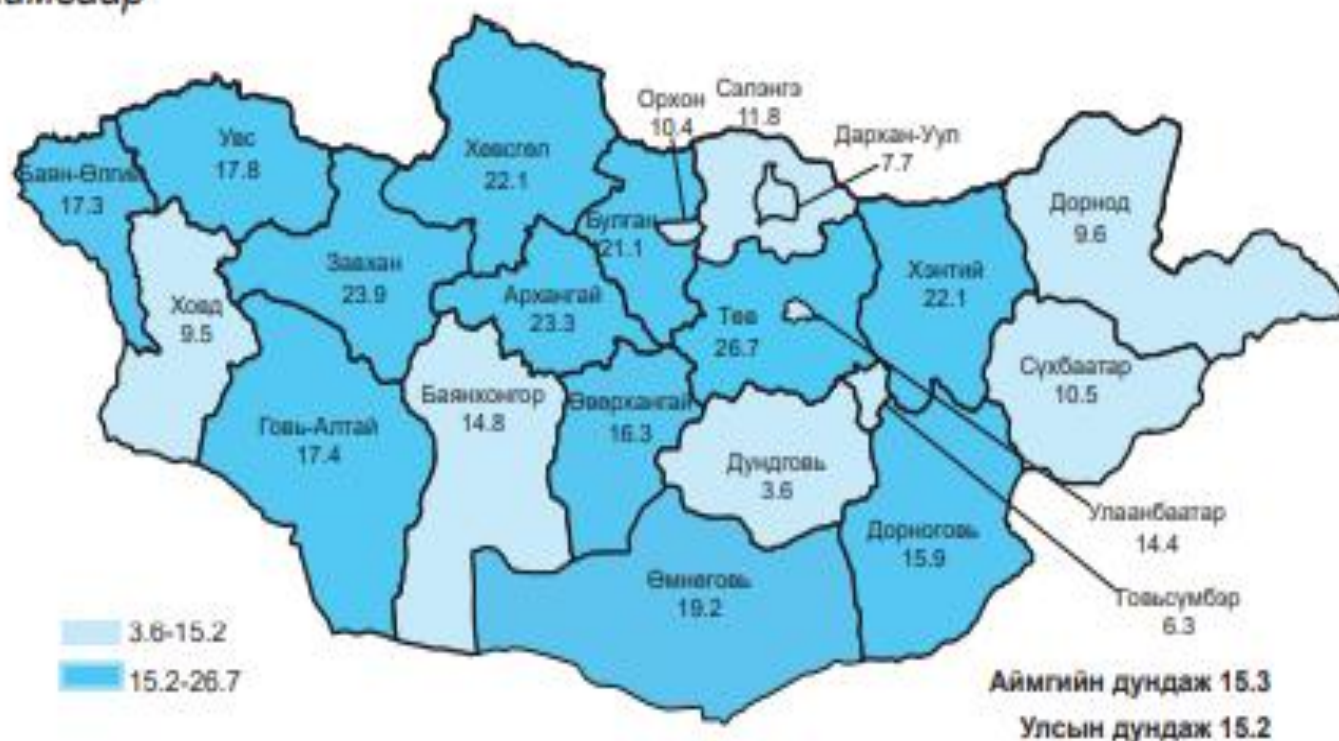 Орхон
10.4
Сэлэнгэ
11.8
Дархан-Уул
7.7
Баян-Өлгий
17.3
Увс
17.8
Хөвсгөл
22.1
Булган
21.1
Дорнод
9.6
Ховд
9.5
Завхан
23.9
Архангай
23.3
Төв
26.7
Хэнтий
22.1
Сүхбаатар
10.5
Говь-Алтай
17.4
Баянхонгор
14.8
Өвөрхангай
16.3
Дундговь
3.6
Дорноговь
15.9
Өмнөговь
19.2
Улаанбаатар
14.4
Говьсүмбэр
6.3
3.6-15.2
15.2-26.7
Аймгийн дундаж 15.3
Улсын дундаж 15.2